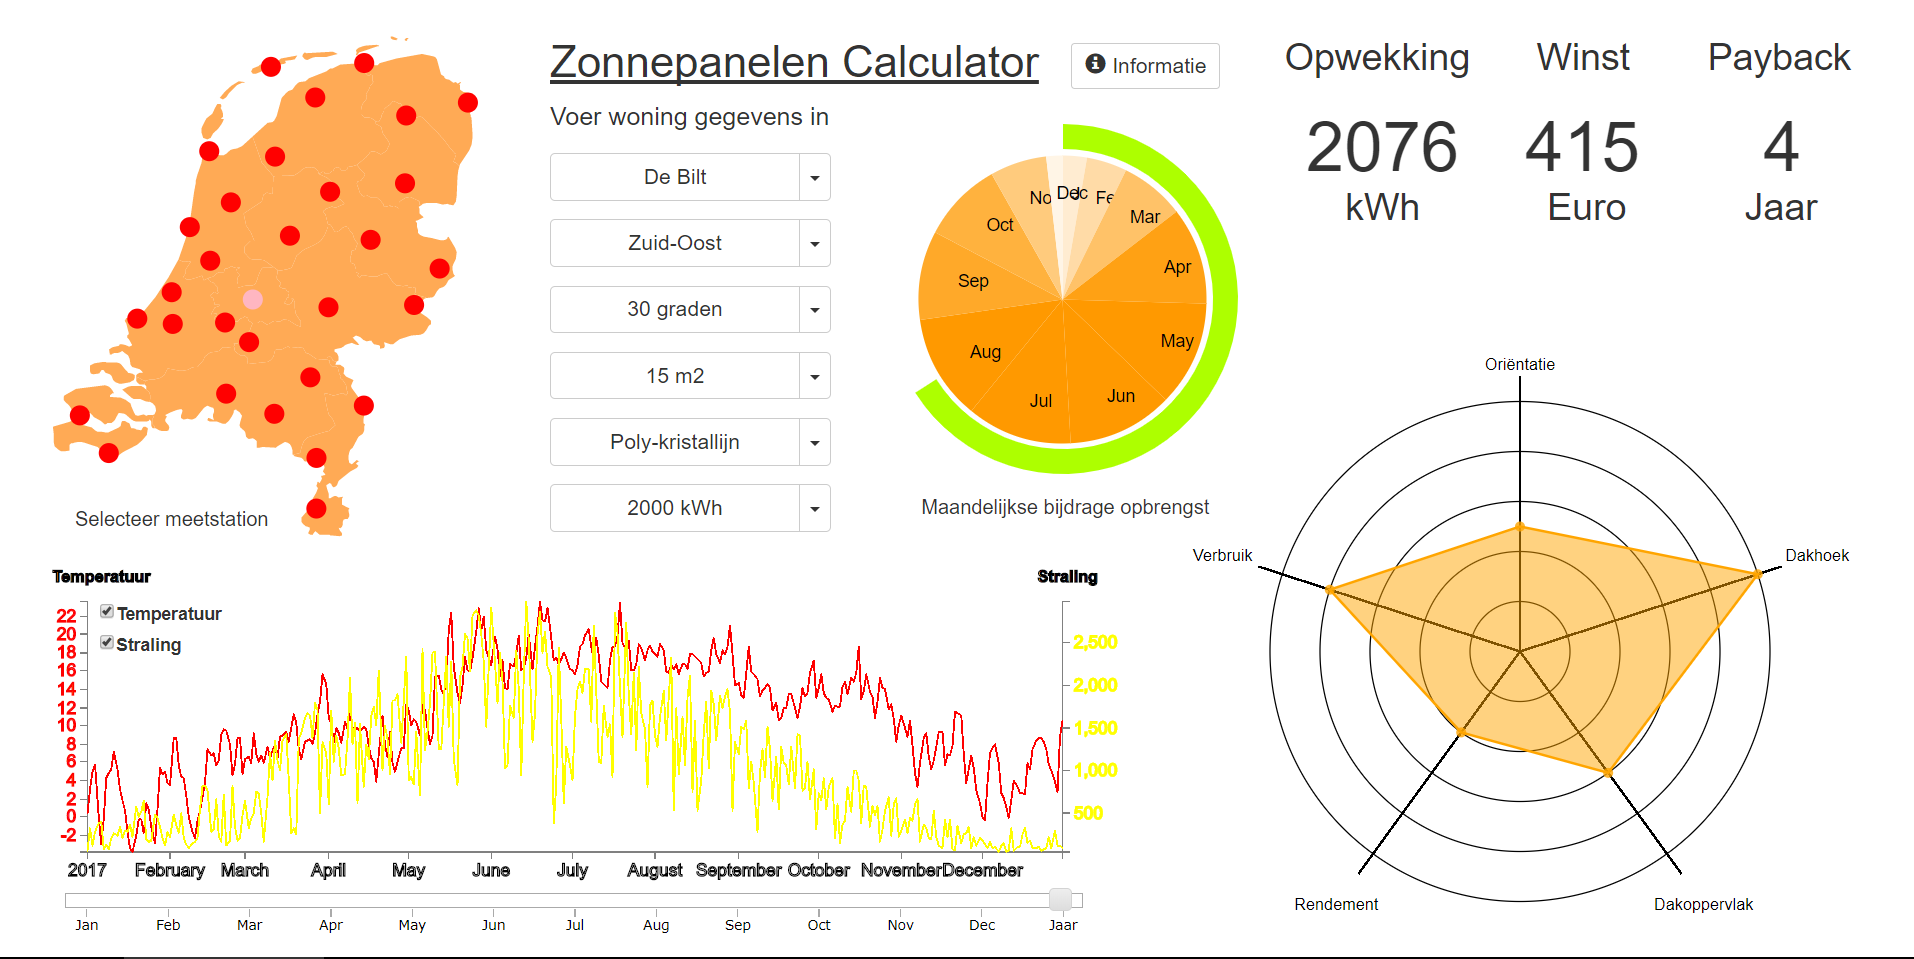 Zonnepanelen Calculator
Informatie
Voer woning gegevens in
De Bilt
Zuid-Oost
30 graden
15 m2
Poly-kristallijn
2000 kWh
Selecteer meetstation
No
Dec
Fe
Mar
Apr
May
Jun
Jul
Aug
Sep
Oct
Maandelijkse bijdrage opbrengst
Opwekking Winst Payback
2076 415 4
kWh Euro Jaar
Oriëntatie
Dakhoek
Dakoppervlak
Rendement
Verbruik
Temperatuur
Straling
Temperatuur
Straling
22
20
18
16
14
12
10
8
6
4
2
0
-2
2,500
2,000
1,500
1,000
500
2017 February March April May June July August September October November December
Jan Feb Mar Apr May Jun Jul Aug Sep Oct Nov Dec Jaar